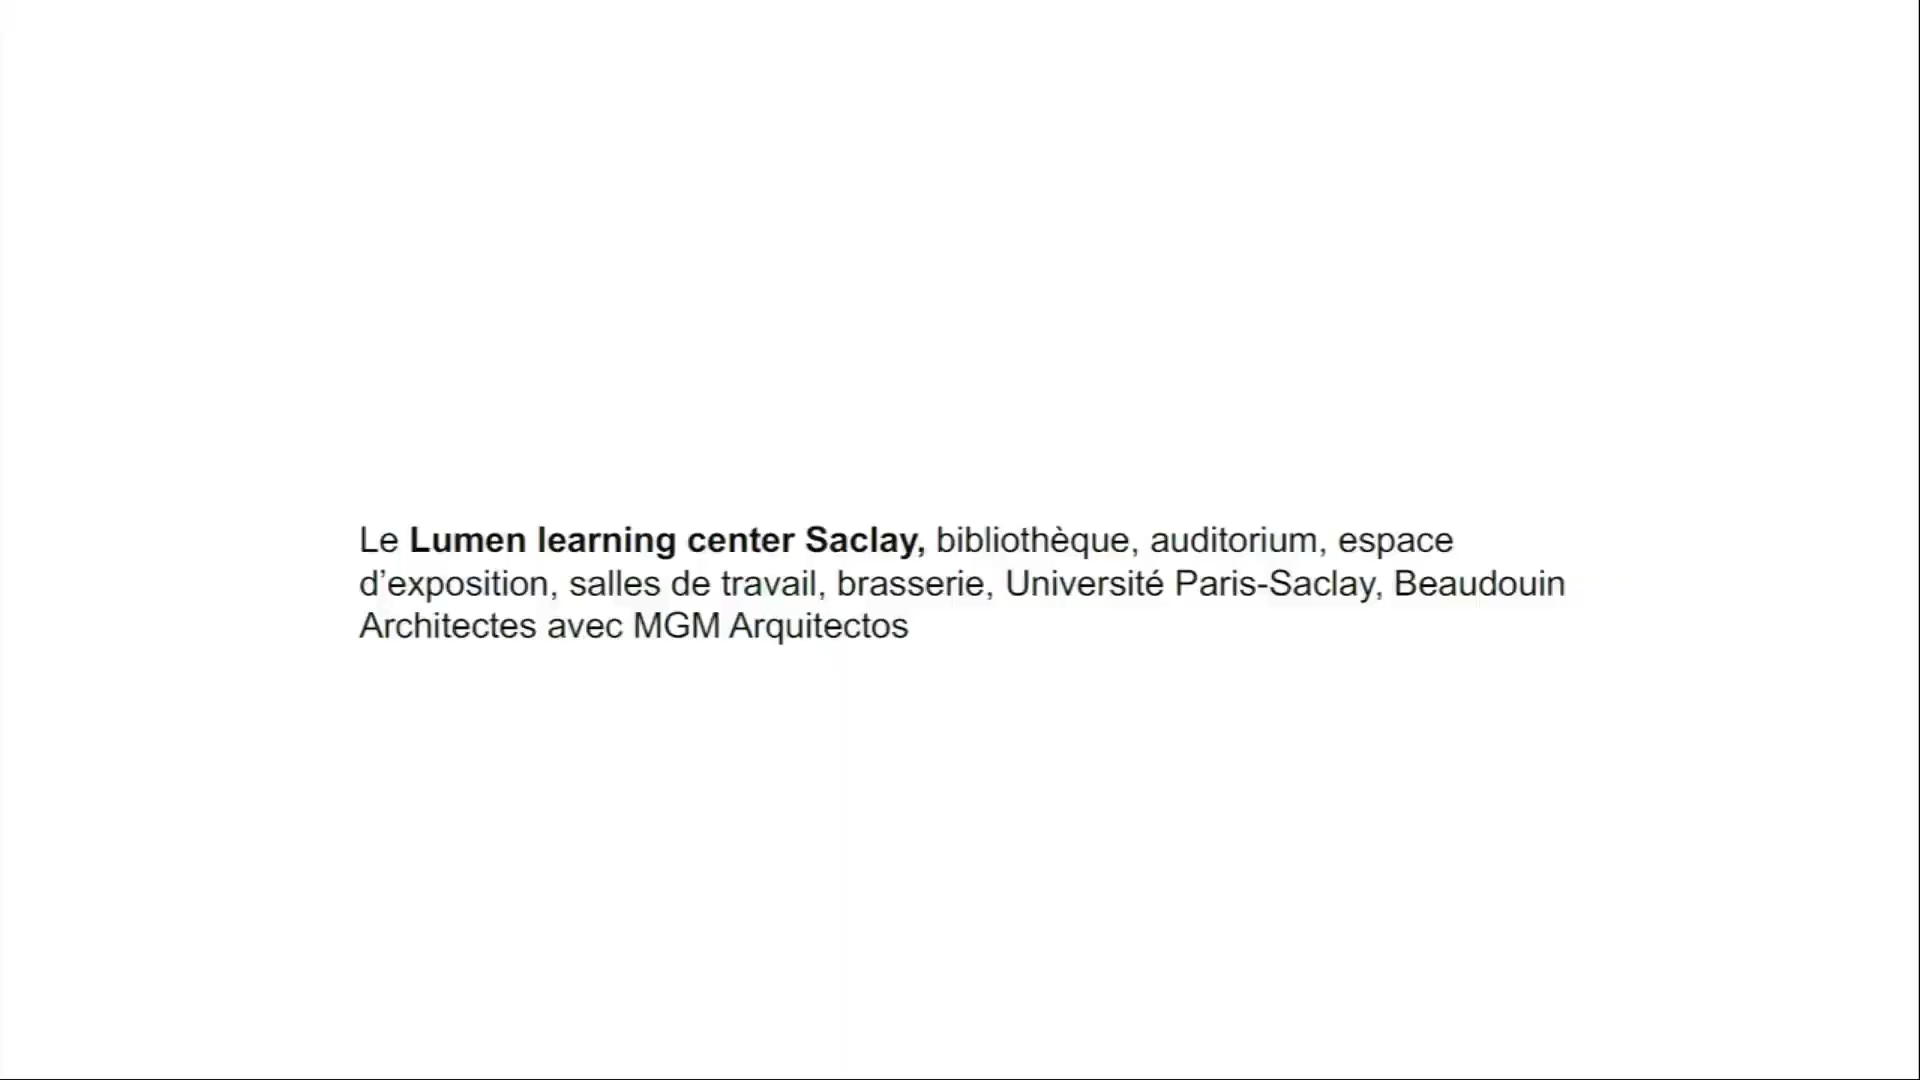 Le Lumen learning center Saclay, bibliothèque, auditorium, espace
d’exposition, salles de travail, brasserie, Université Paris-Saclay, Beaudouin
Architectes avec MGM Arquitectos